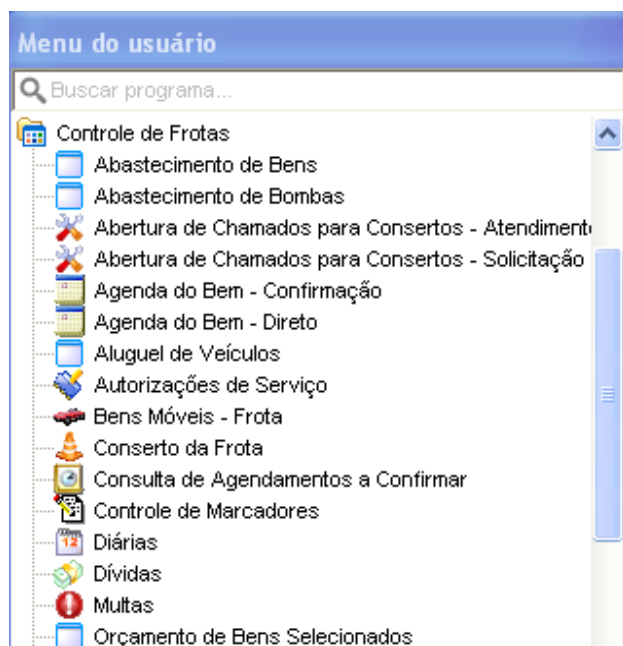 Menu do usuário
Buscar programa...
Controle de Frotas
Abastecimento de Bens
Abastecimento de Bombas
Abertura de Chamados para Consertos - Atendimento
Abertura de Chamados para Consertos - Solicitação
Agenda do Bem - Confirmação
Agenda do Bem - Direto
Aluguel de Veículos
Autorizações de Serviço
Bens Móveis - Frota
Conserto da Frota
Consulta de Agendamentos a Confirmar
Controle de Marcadores
Diárias
Dívidas
Multas
Orçamento de Bens Selecionados